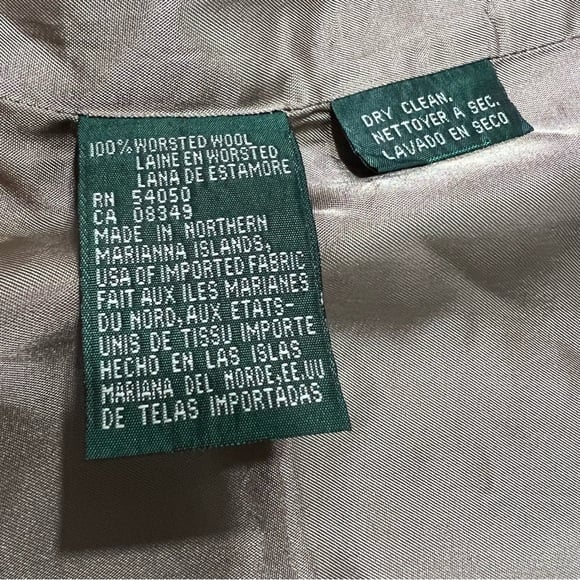 100% WORSTED WOOL
LAINE EN WORSTED
LANA DE ESTAMORE
RN 54050
CA 08349
MADE IN NORTHERN
MARIANNA ISLANDS,
USA OF IMPORTED FABRIC
FAIT AUX ILES MARIANES
DU NORD, AUX ETATS-
UNIS DE TISSU IMPORTE
HECHO EN LAS ISLAS
MARIANA DEL NORDE, EE.UU
DE TELAS IMPORTADAS
DRY CLEAN.
NETTOYER A SEC.
LAVADO EN SECO